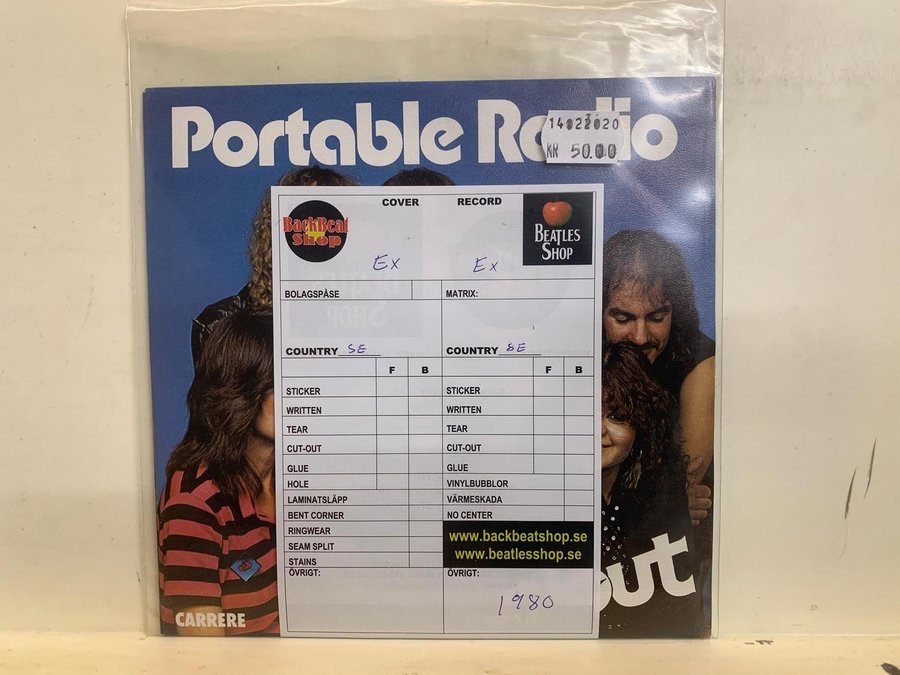 Portable Radio
14022020
KR 50.00
COVER RECORD
BackBeat
Shop
BEATLES
SHOP
Ex Ex
BOLAGSPÅSE MATRIX:
COUNTRY SE COUNTRY SE
F B F B
STICKER STICKER
WRITTEN WRITTEN
TEAR TEAR
CUT-OUT CUT-OUT
GLUE GLUE
HOLE VINYLBUBBLOR
LAMINATSLÄPP VÄRMESKADA
BENT CORNER NO CENTER
RINGWEAR
SEAM SPLIT
STAINS
www.backbeatshop.se
www.beatlesshop.se
ÖVRIGT: ÖVRIGT:
1980
out
CARRERE